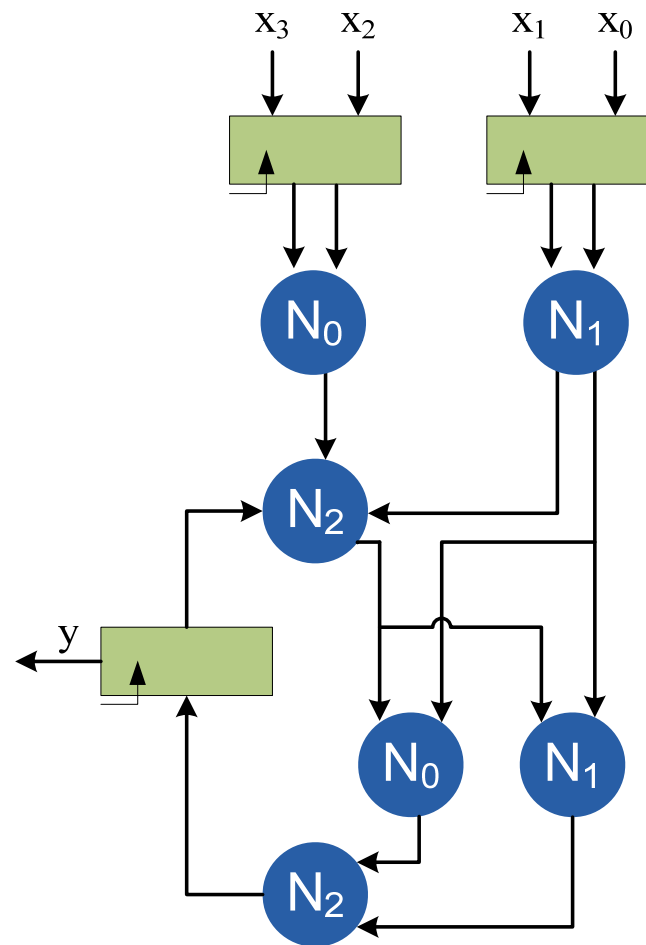 x₃ x₂ x₁ x₀
N₀ N₁
N₂
y
N₀ N₁
N₂